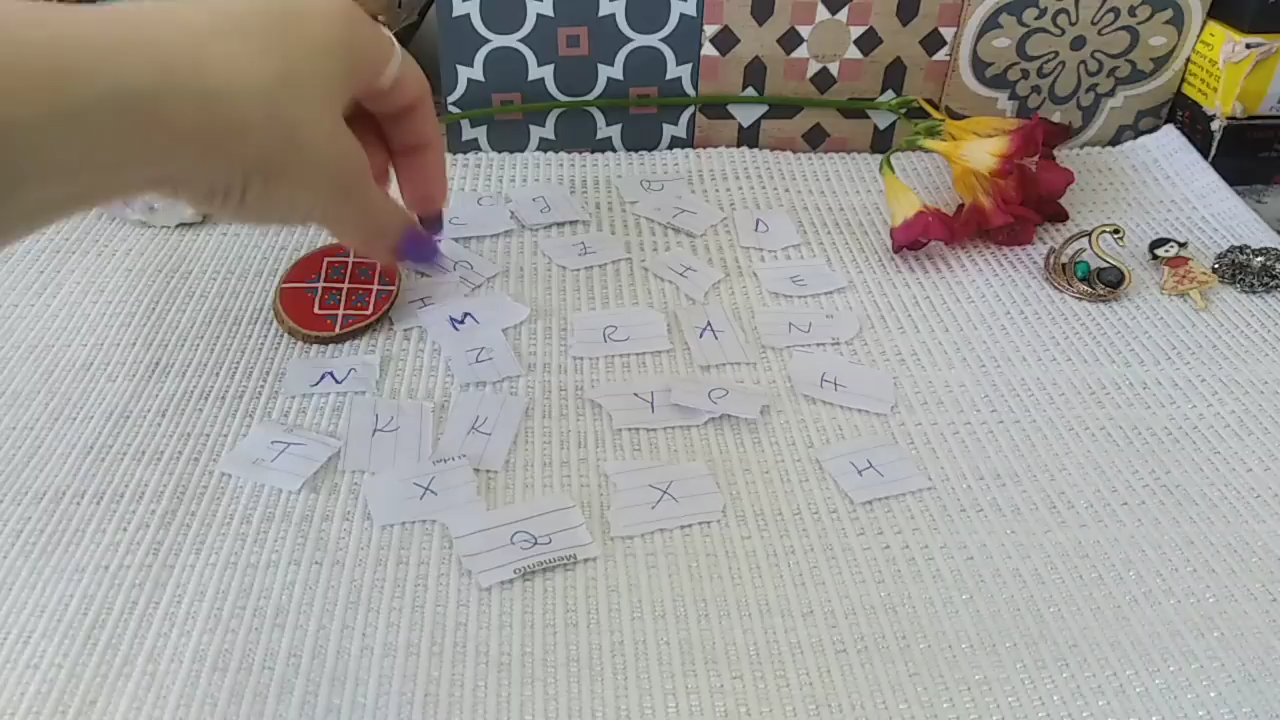 C C J R
T D
I I E
I M R A N
I N H
K K Y P
T X X H
Q
Memento